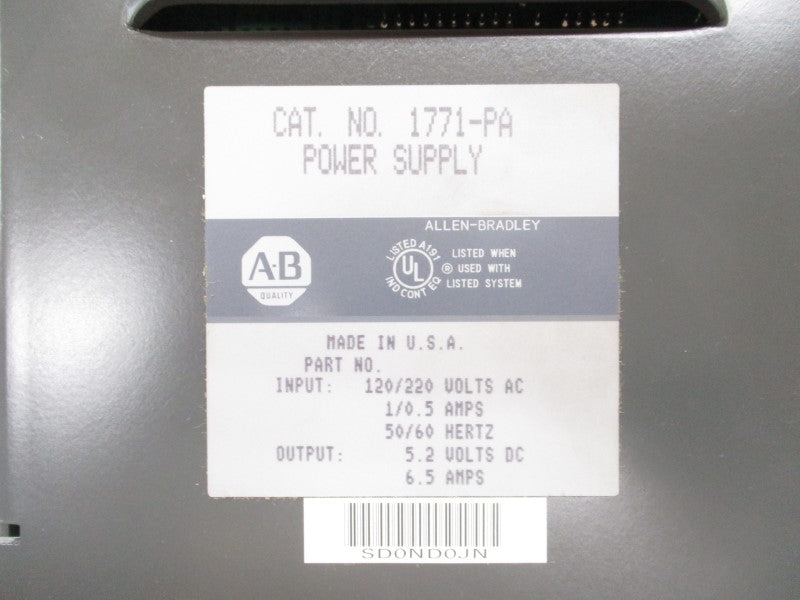 CAT. NO. 1771-PA
POWER SUPPLY
ALLEN-BRADLEY
A-B
QUALITY
LISTED A191
UL
IND CONT EQ
®
LISTED WHEN
USED WITH
LISTED SYSTEM
MADE IN U.S.A.
PART NO.
INPUT: 120/220 VOLTS AC
1/0.5 AMPS
50/60 HERTZ
OUTPUT: 5.2 VOLTS DC
6.5 AMPS
SD0ND0JN